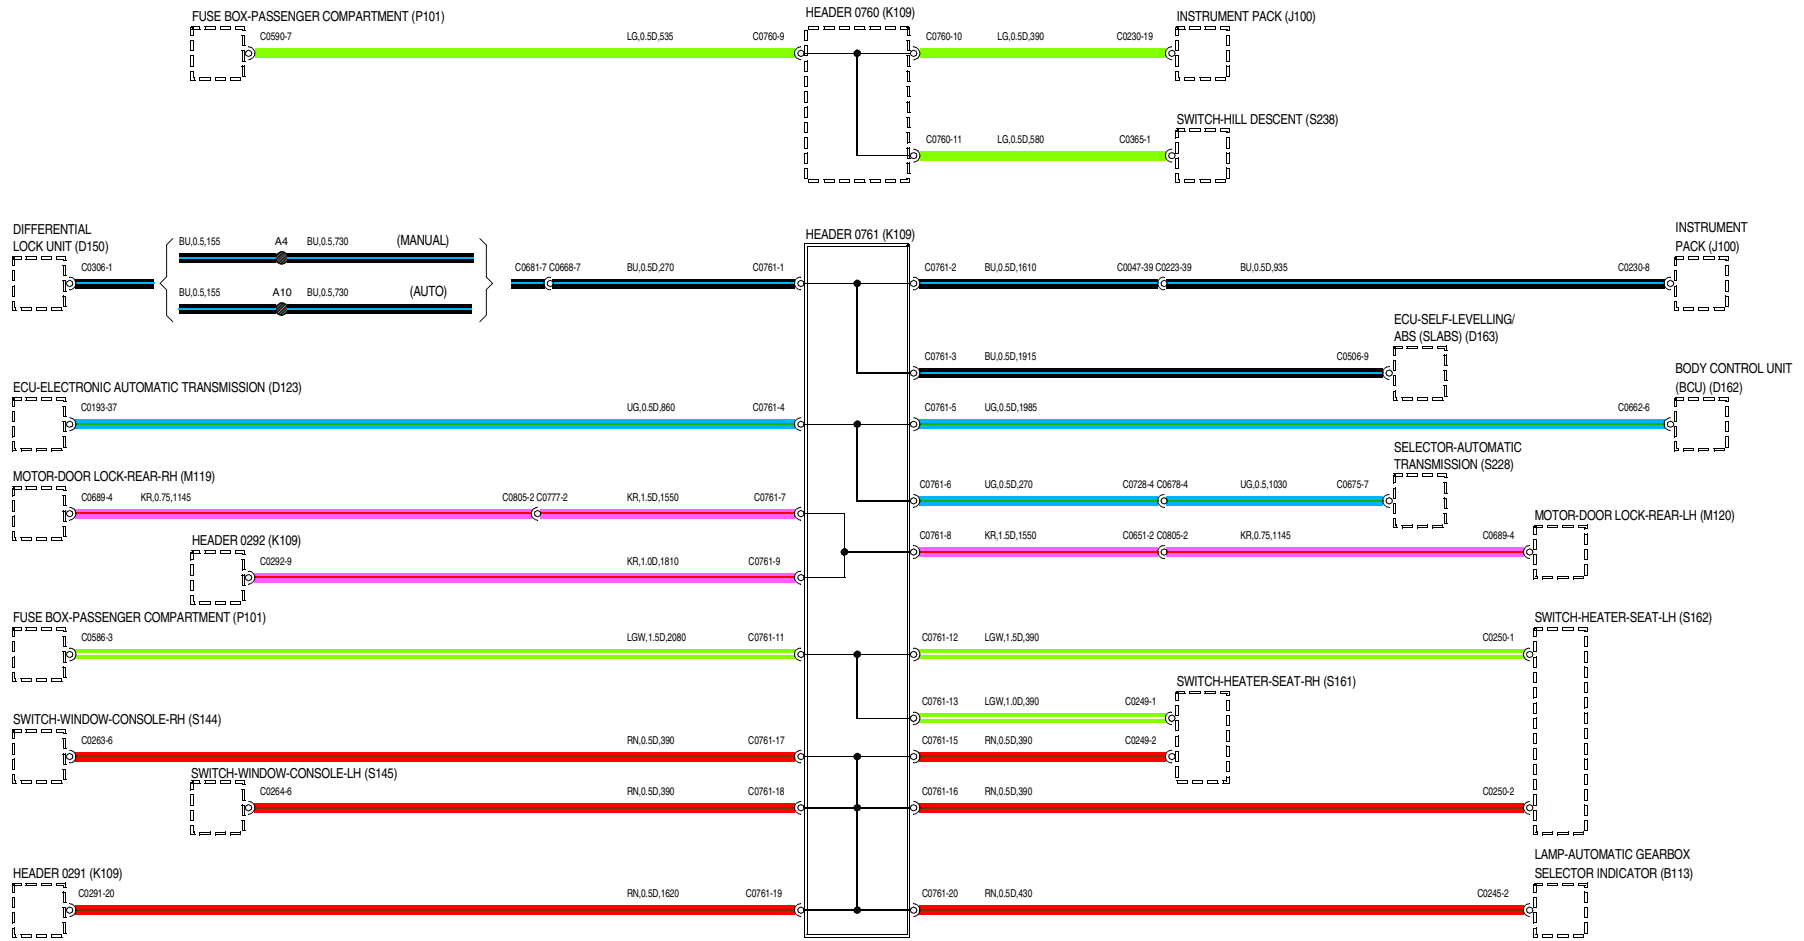 FUSE BOX-PASSENGER COMPARTMENT (P101)
HEADER 0760 (K109)
INSTRUMENT PACK (J100)
C0590-7
LG,0.5D,535
C0760-9
C0760-10
LG,0.5D,390
C0230-19
SWITCH-HILL DESCENT (S238)
C0760-11
LG,0.5D,580
C0365-1
DIFFERENTIAL
LOCK UNIT (D150)
C0306-1
BU,0.5,155
A4
BU,0.5,730
(MANUAL)
BU,0.5,155
A10
BU,0.5,730
(AUTO)
C0681-7 C0668-7
BU,0.5D,270
C0761-1
HEADER 0761 (K109)
C0761-2
BU,0.5D,1610
C0047-39 C0223-39
BU,0.5D,935
C0230-8
INSTRUMENT
PACK (J100)
ECU-SELF-LEVELLING/
ABS (SLABS) (D163)
C0761-3
BU,0.5D,1915
C0506-9
BODY CONTROL UNIT
(BCU) (D162)
ECU-ELECTRONIC AUTOMATIC TRANSMISSION (D123)
C0193-37
UG,0.5D,860
C0761-4
C0761-5
UG,0.5D,1985
C0662-6
SELECTOR-AUTOMATIC
TRANSMISSION (S228)
C0761-6
UG,0.5D,270
C0728-4 C0678-4
UG,0.5,1030
C0675-7
MOTOR-DOOR LOCK-REAR-RH (M119)
C0689-4
KR,0.75,1145
C0805-2 C0777-2
KR,1.5D,1550
C0761-7
MOTOR-DOOR LOCK-REAR-LH (M120)
C0761-8
KR,1.5D,1550
C0651-2 C0805-2
KR,0.75,1145
C0689-4
HEADER 0292 (K109)
C0292-9
KR,1.0D,1810
C0761-9
FUSE BOX-PASSENGER COMPARTMENT (P101)
C0586-3
LGW,1.5D,2080
C0761-11
C0761-12
LGW,1.5D,390
C0250-1
SWITCH-HEATER-SEAT-LH (S162)
SWITCH-HEATER-SEAT-RH (S161)
C0761-13
LGW,1.0D,390
C0249-1
SWITCH-WINDOW-CONSOLE-RH (S144)
C0263-6
RN,0.5D,390
C0761-17
C0761-15
RN,0.5D,390
C0249-2
SWITCH-WINDOW-CONSOLE-LH (S145)
C0264-6
RN,0.5D,390
C0761-18
C0761-16
RN,0.5D,390
C0250-2
HEADER 0291 (K109)
C0291-20
RN,0.5D,1620
C0761-19
C0761-20
RN,0.5D,430
C0245-2
LAMP-AUTOMATIC GEARBOX
SELECTOR INDICATOR (B113)